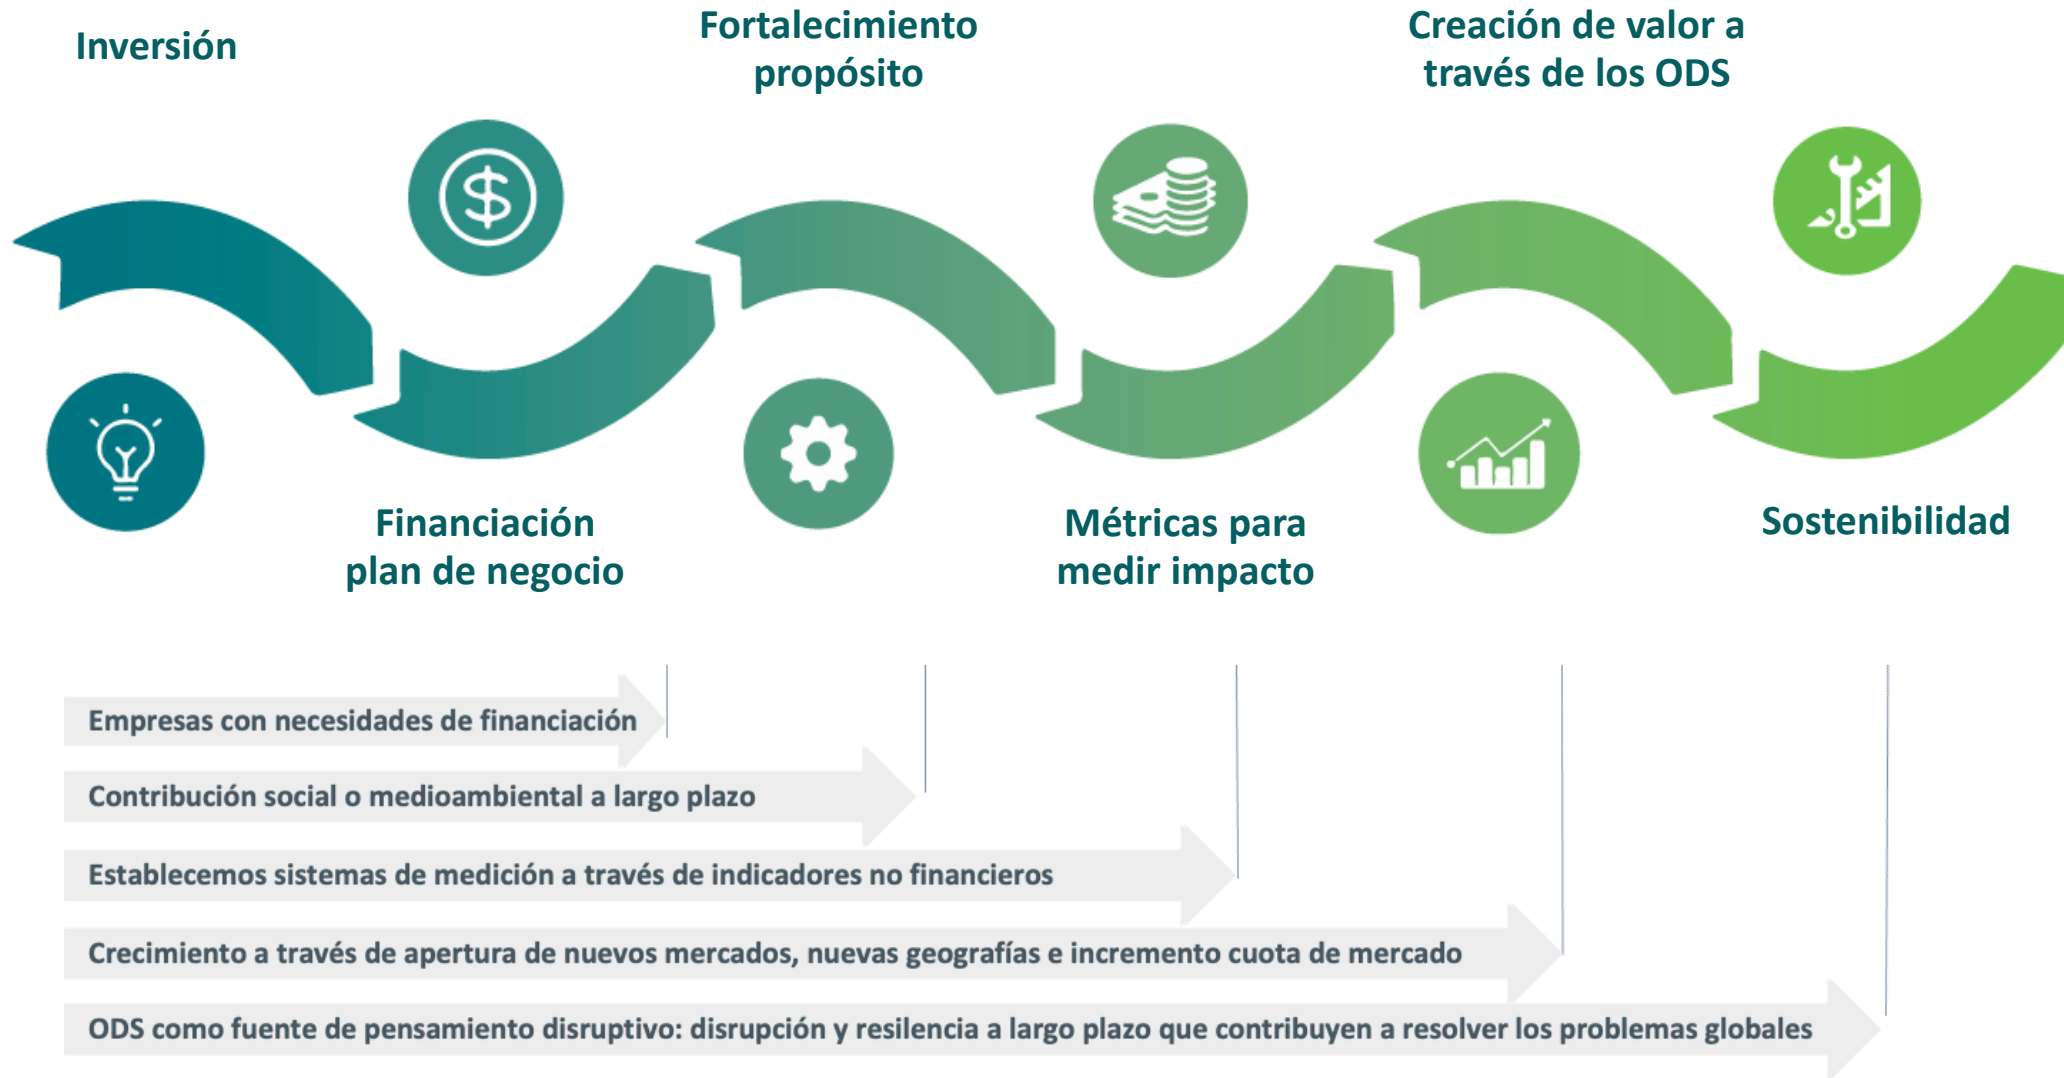 Inversión
Fortalecimiento
propósito
Creación de valor a
través de los ODS
Financiación
plan de negocio
Métricas para
medir impacto
Sostenibilidad
Empresas con necesidades de financiación
Contribución social o medioambiental a largo plazo
Establecemos sistemas de medición a través de indicadores no financieros
Crecimiento a través de apertura de nuevos mercados, nuevas geografías e incremento cuota de mercado
ODS como fuente de pensamiento disruptivo: disrupción y resilencia a largo plazo que contribuyen a resolver los problemas globales